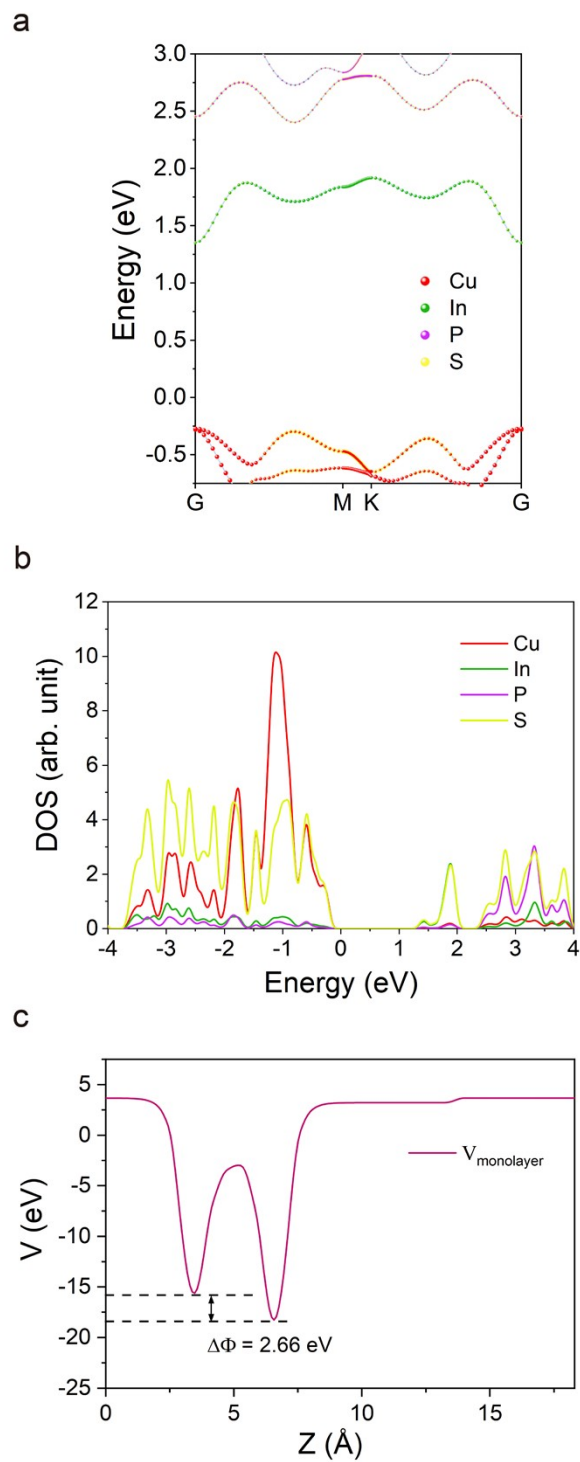 a
3.0
2.5
2.0
1.5
1.0
0.5
0.0
-0.5
Energy (eV)
Cu
In
P
S
G M K G
b
12
10
8
6
4
2
0
DOS (arb. unit)
Cu
In
P
S
-4 -3 -2 -1 0 1 2 3 4
Energy (eV)
c
5
0
-5
-10
-15
-20
-25
V (eV)
Vmonolayer
ΔΦ = 2.66 eV
0 5 10 15
Z (Å)